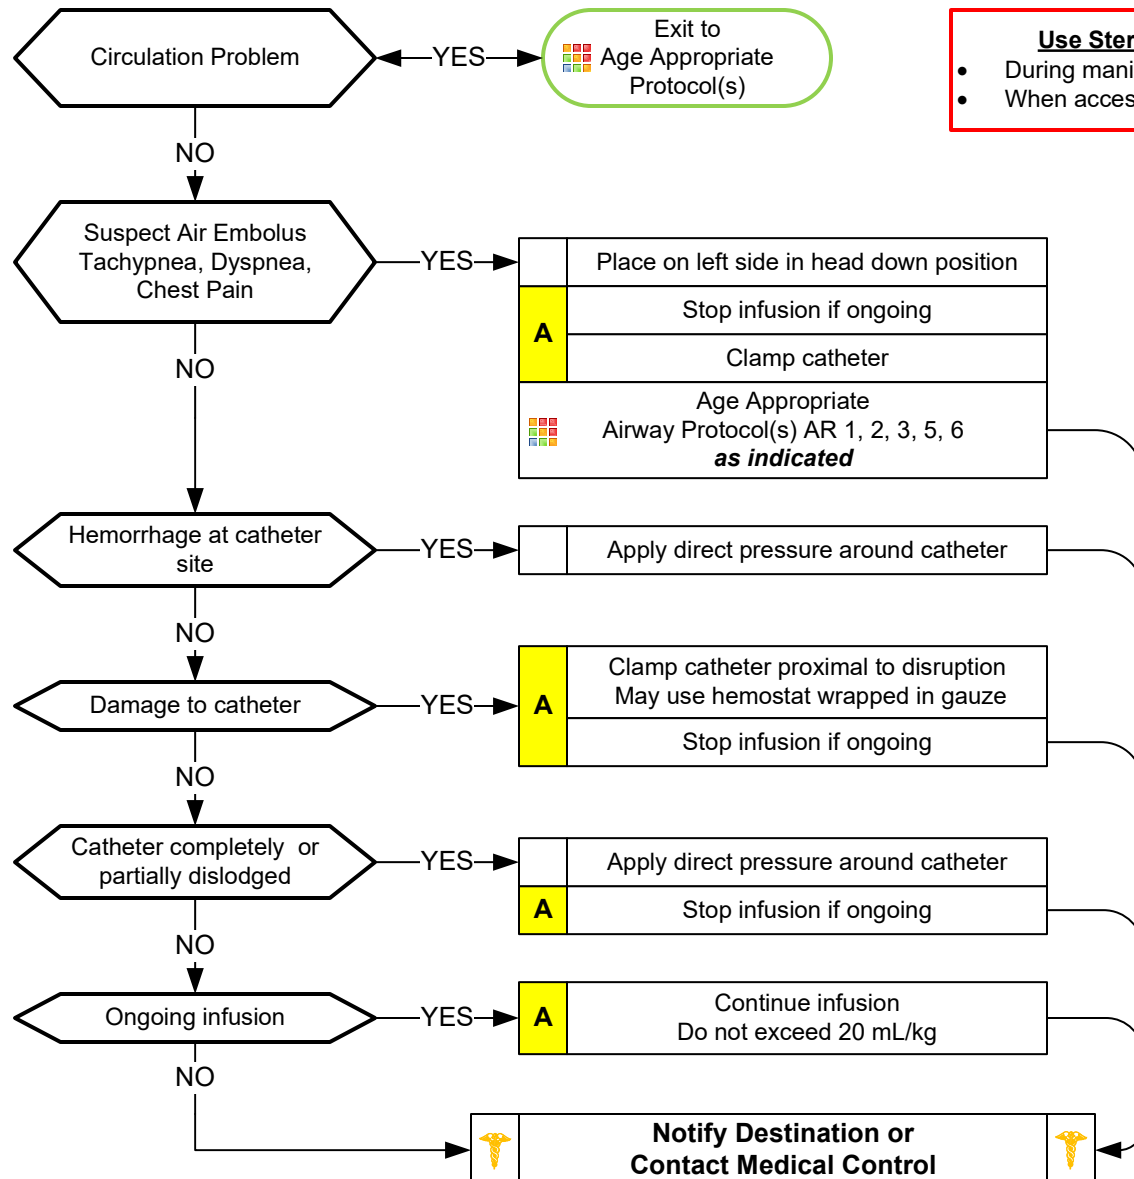 Circulation Problem
YES
Exit to
Age Appropriate
Protocol(s)
Use Ster
• During mani
• When acces
NO
Suspect Air Embolus
Tachypnea, Dyspnea,
Chest Pain
YES
Place on left side in head down position
A
Stop infusion if ongoing
Clamp catheter
Age Appropriate
Airway Protocol(s) AR 1, 2, 3, 5, 6
as indicated
NO
Hemorrhage at catheter
site
YES
Apply direct pressure around catheter
NO
Damage to catheter
YES
A
Clamp catheter proximal to disruption
May use hemostat wrapped in gauze
Stop infusion if ongoing
NO
Catheter completely or
partially dislodged
YES
Apply direct pressure around catheter
A
Stop infusion if ongoing
NO
Ongoing infusion
YES
A
Continue infusion
Do not exceed 20 mL/kg
NO
Notify Destination or
Contact Medical Control